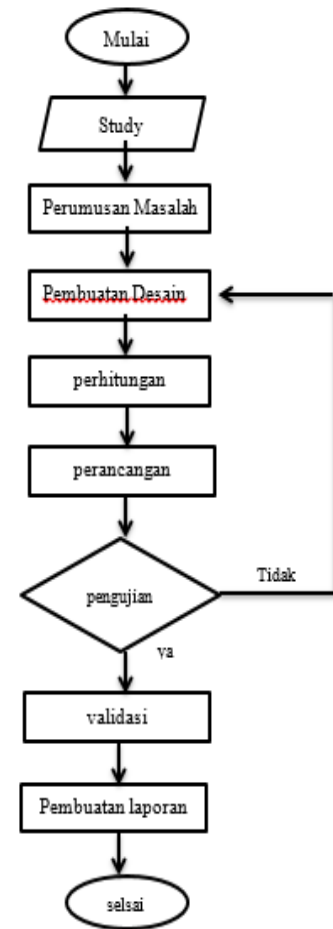 Mulai
Study
Perumusan Masalah
Pembuatan Desain
perhitungan
perancangan
pengujian
Tidak
ya
validasi
Pembuatan laporan
selsai